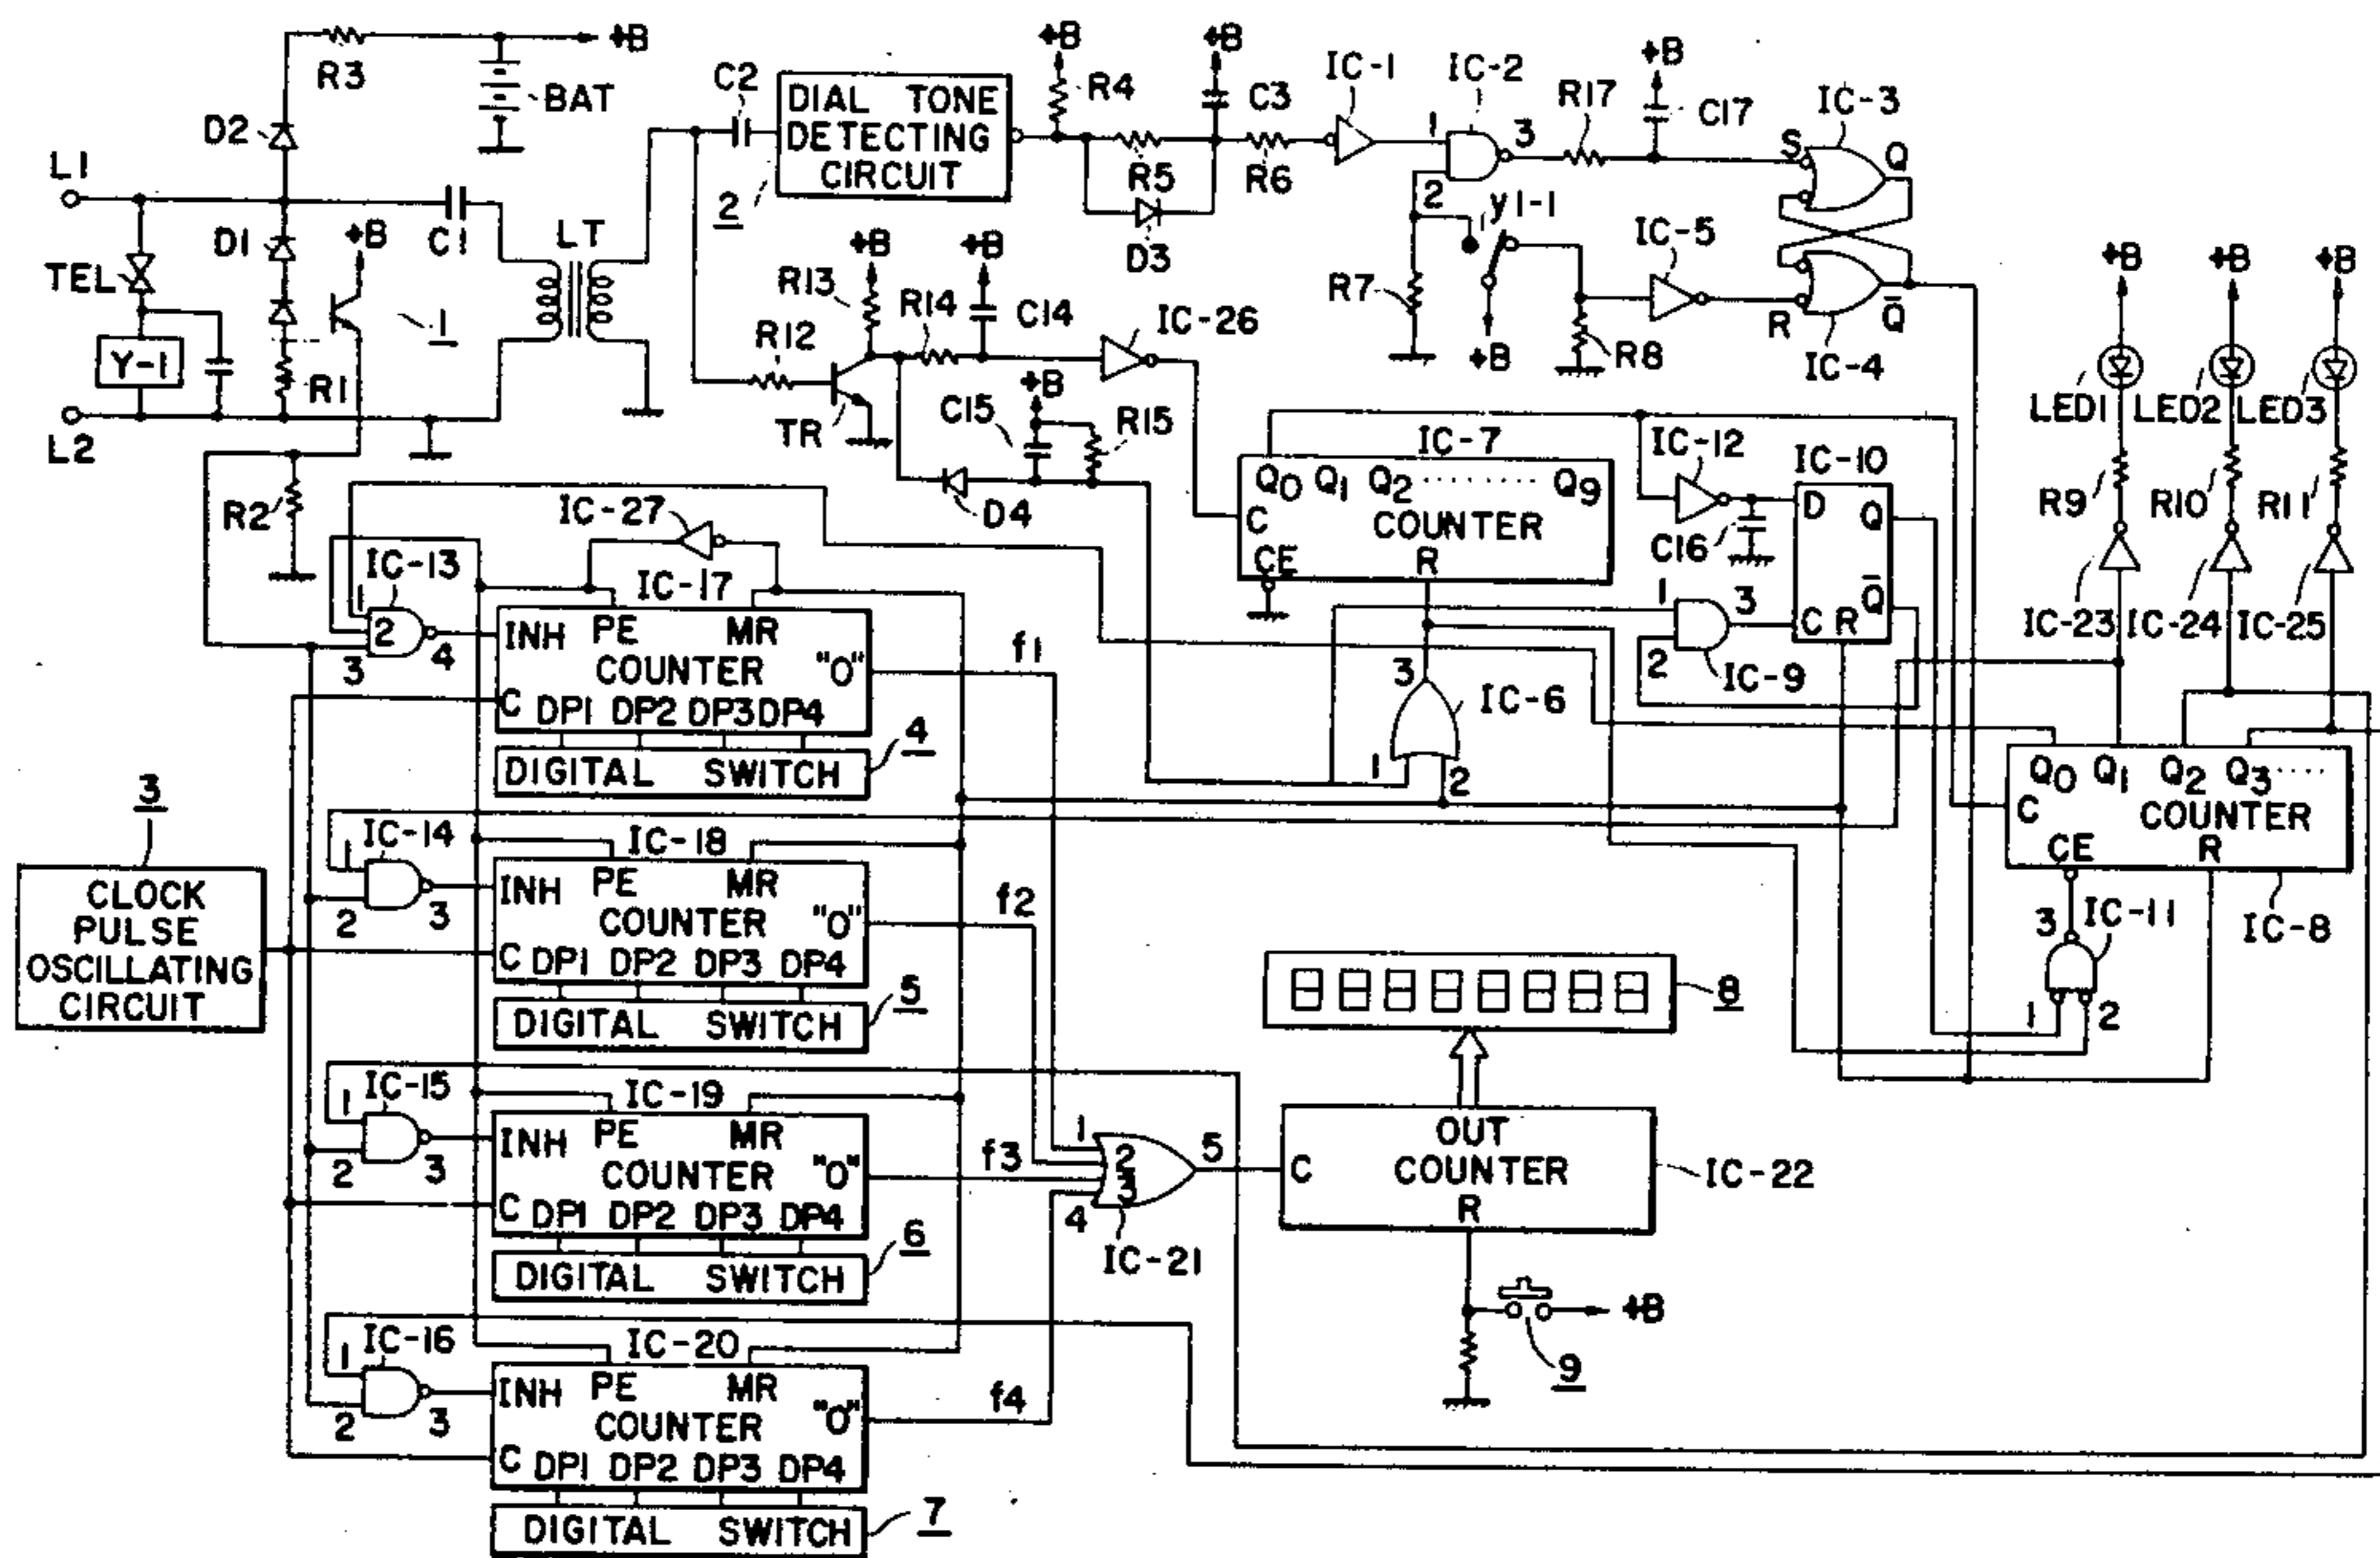 +B
R3
BAT
D2
L1
TEL
Y-1
D1
+B
1
R1
L2
R2
C1
LT
C2
DIAL TONE
DETECTING
CIRCUIT
2
+B
R4
+B
C3
R5
D3
R6
IC-1
IC-2
1
2
3
R17
+B
C17
IC-3
S
Q
y1-1
R7
+B
R8
IC-5
R
Q̄
IC-4
+B
R13
R12
TR
R14
+B
C14
IC-26
+B
C15
R15
D4
IC-7
Q0 Q1 Q2 ........ Q9
C
COUNTER
CE
R
IC-12
C16
IC-10
D
Q
Q̄
C R
1
2
3
IC-9
+B
+B
+B
LED1
LED2
LED3
R9
R10
R11
IC-23
IC-24
IC-25
3
IC-6
1
2
Q0 Q1 Q2 Q3 ....
C
COUNTER
CE
R
IC-8
3
IC-11
1
2
IC-27
IC-13
1
2
3
4
IC-17
INH PE MR
COUNTER "0"
C DP1 DP2 DP3 DP4
DIGITAL SWITCH
4
f1
3
CLOCK
PULSE
OSCILLATING
CIRCUIT
IC-14
1
2
3
IC-18
INH PE MR
COUNTER "0"
C DP1 DP2 DP3 DP4
DIGITAL SWITCH
5
f2
IC-15
1
2
3
IC-19
INH PE MR
COUNTER "0"
C DP1 DP2 DP3 DP4
DIGITAL SWITCH
6
f3
IC-16
1
2
3
IC-20
INH PE MR
COUNTER "0"
C DP1 DP2 DP3 DP4
DIGITAL SWITCH
7
f4
1
2
3
4
5
IC-21
8
OUT
C
COUNTER
R
IC-22
+B
9